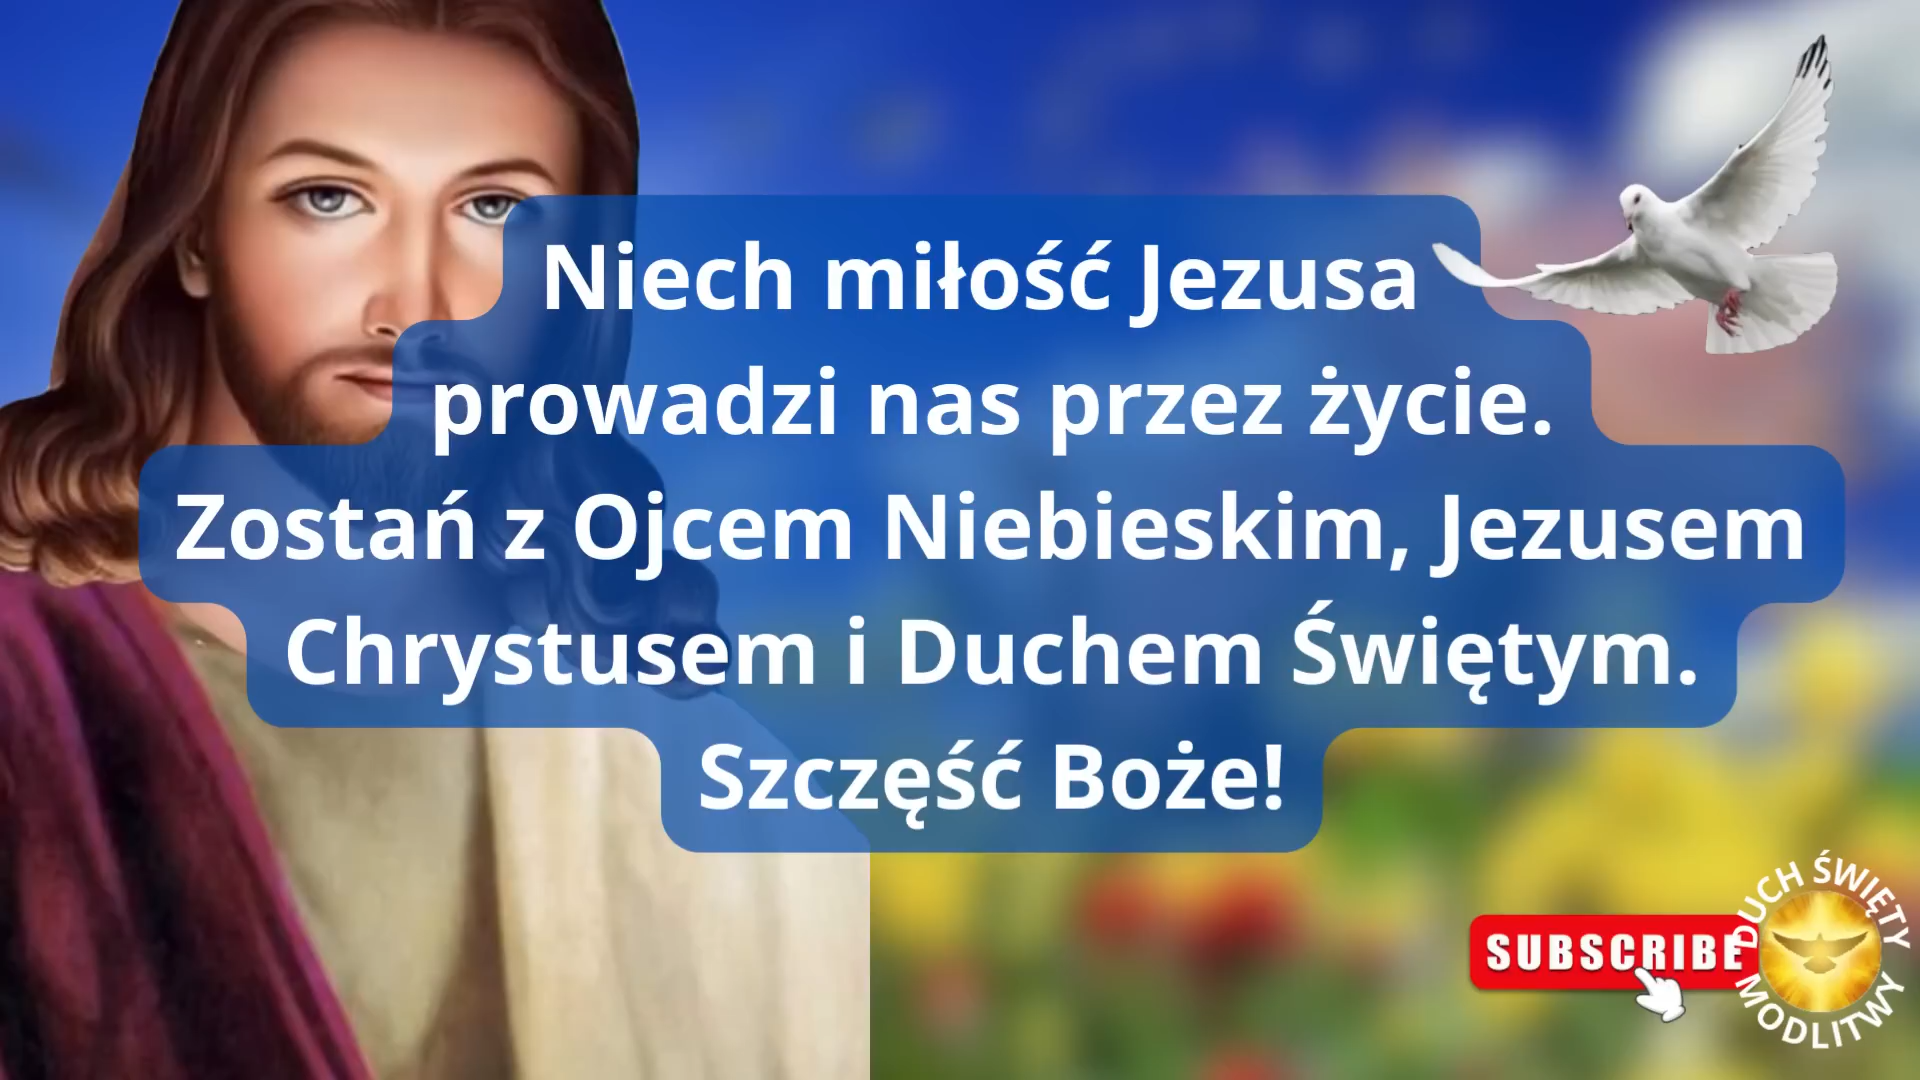 Niech miłość Jezusa
prowadzi nas przez życie.
Zostań z Ojcem Niebieskim, Jezusem
Chrystusem i Duchem Świętym.
Szczęść Boże!
SUBSCRIBE
DUCH ŚWIĘTY
MODLITWY